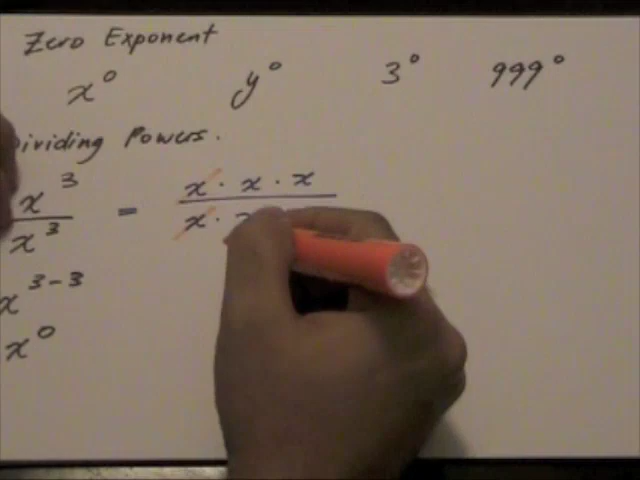 Zero Exponent
x⁰ y⁰ 3⁰ 999⁰
ividing Powers.
x³ / x³ = x · x · x / x ·
x³⁻³
x⁰